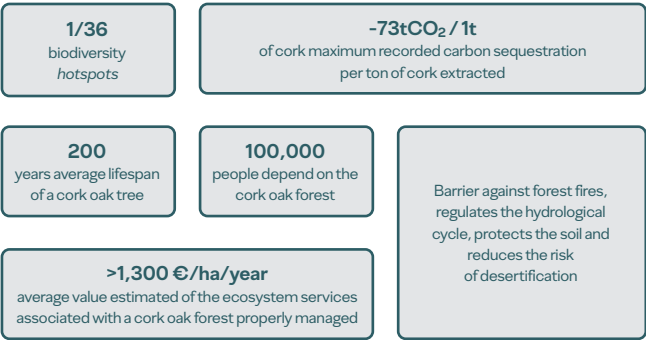 1/36
biodiversity
hotspots
-73tCO₂ / 1t
of cork maximum recorded carbon sequestration
per ton of cork extracted
200
years average lifespan
of a cork oak tree
100,000
people depend on the
cork oak forest
Barrier against forest fires,
regulates the hydrological
cycle, protects the soil and
reduces the risk
of desertification
>1,300 €/ha/year
average value estimated of the ecosystem services
associated with a cork oak forest properly managed